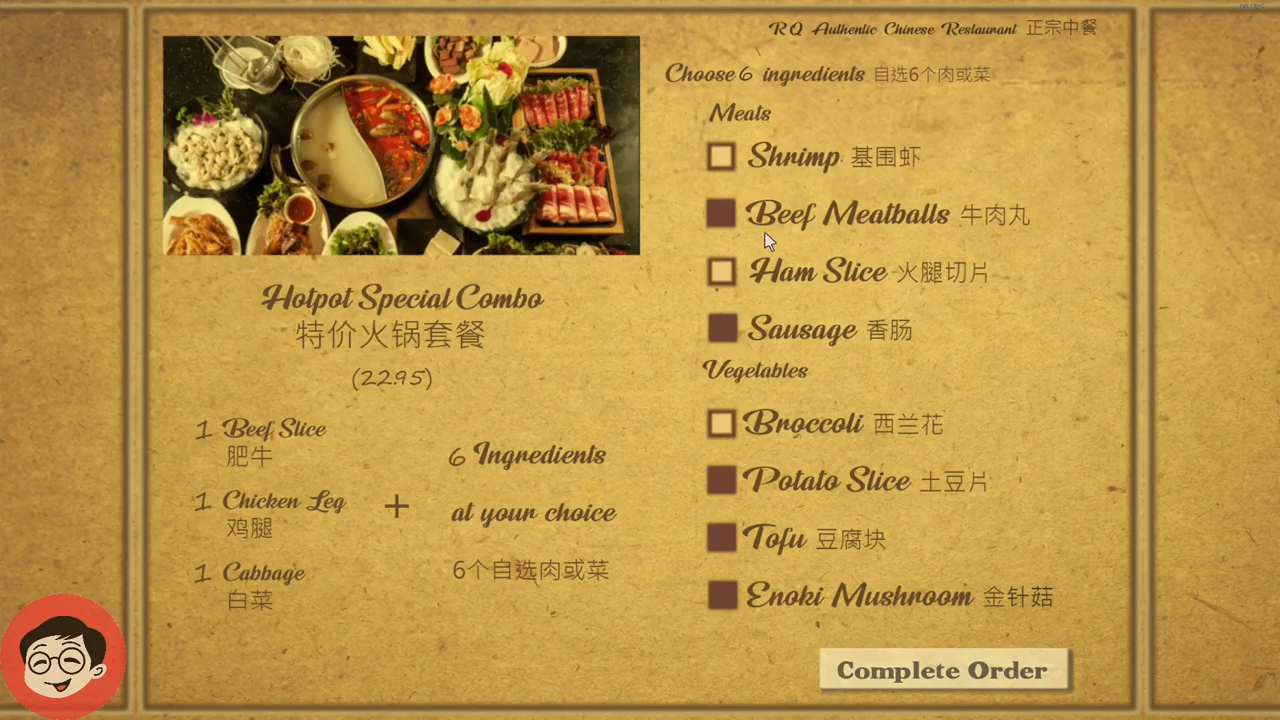 RQ Authentic Chinese Restaurant 正宗中餐
Choose 6 ingredients 自选6个肉或菜
Meats
Shrimp 基围虾
Beef Meatballs 牛肉丸
Ham Slice 火腿切片
Sausage 香肠
Vegetables
Broccoli 西兰花
Potato Slice 土豆片
Tofu 豆腐块
Enoki Mushroom 金针菇
Complete Order
Hotpot Special Combo
特价火锅套餐
(22.95)
1 Beef Slice
肥牛
1 Chicken Leg
鸡腿
1 Cabbage
白菜
+
6 Ingredients
at your choice
6个自选肉或菜